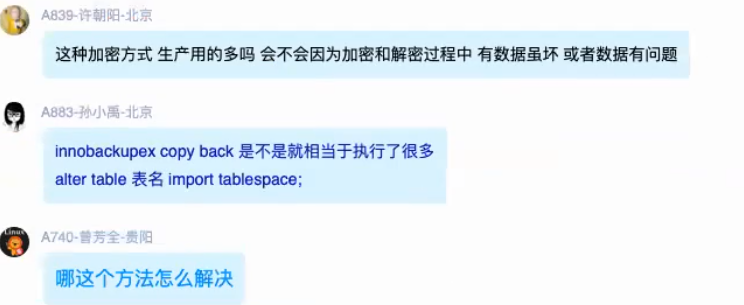 A839-许朝阳-北京
这种加密方式 生产用的多吗 会不会因为加密和解密过程中 有数据虽坏 或者数据有问题
A883-孙小禹-北京
innobackupex copy back 是不是就相当于执行了很多
alter table 表名 import tablespace;
Linux
A740-曾芳全-贵阳
哪这个方法怎么解决